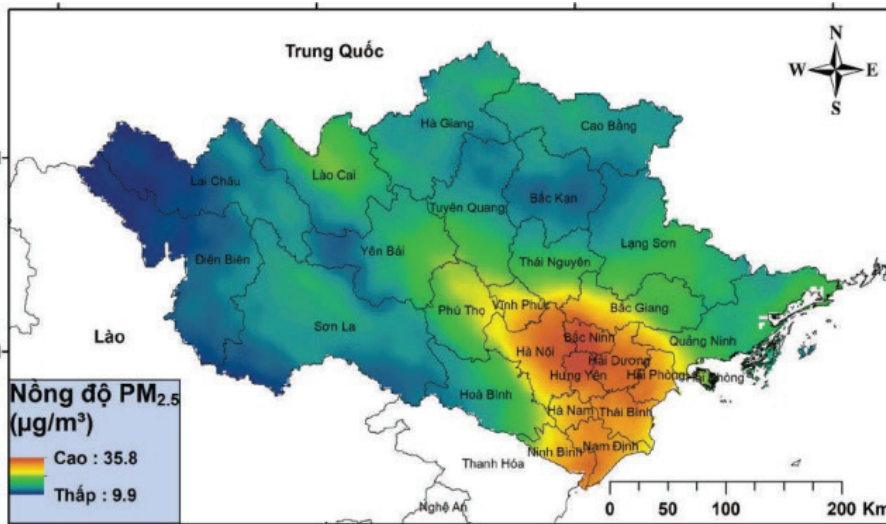 Trung Quốc
N
W E
S
Hà Giang
Cao Bằng
Lai Châu
Lào Cai
Bắc Kạn
Tuyên Quang
Lạng Sơn
Yên Bái
Điện Biên
Thái Nguyên
Phú Thọ
Vĩnh Phúc
Bắc Giang
Sơn La
Lào
Quảng Ninh
Bắc Ninh
Hà Nội
Hải Dương
Hưng Yên
Hải Phòng
Hải Phòng
Hoà Bình
Hà Nam
Thái Bình
Nam Định
Ninh Bình
Thanh Hóa
Nghệ An
Nồng độ PM2.5
(µg/m³)
Cao : 35.8
Thấp : 9.9
0 50 100 200 Km